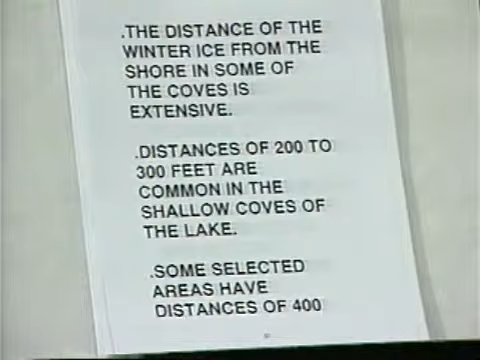 .THE DISTANCE OF THE
WINTER ICE FROM THE
SHORE IN SOME OF
THE COVES IS
EXTENSIVE.
.DISTANCES OF 200 TO
300 FEET ARE
COMMON IN THE
SHALLOW COVES OF
THE LAKE.
.SOME SELECTED
AREAS HAVE
DISTANCES OF 400